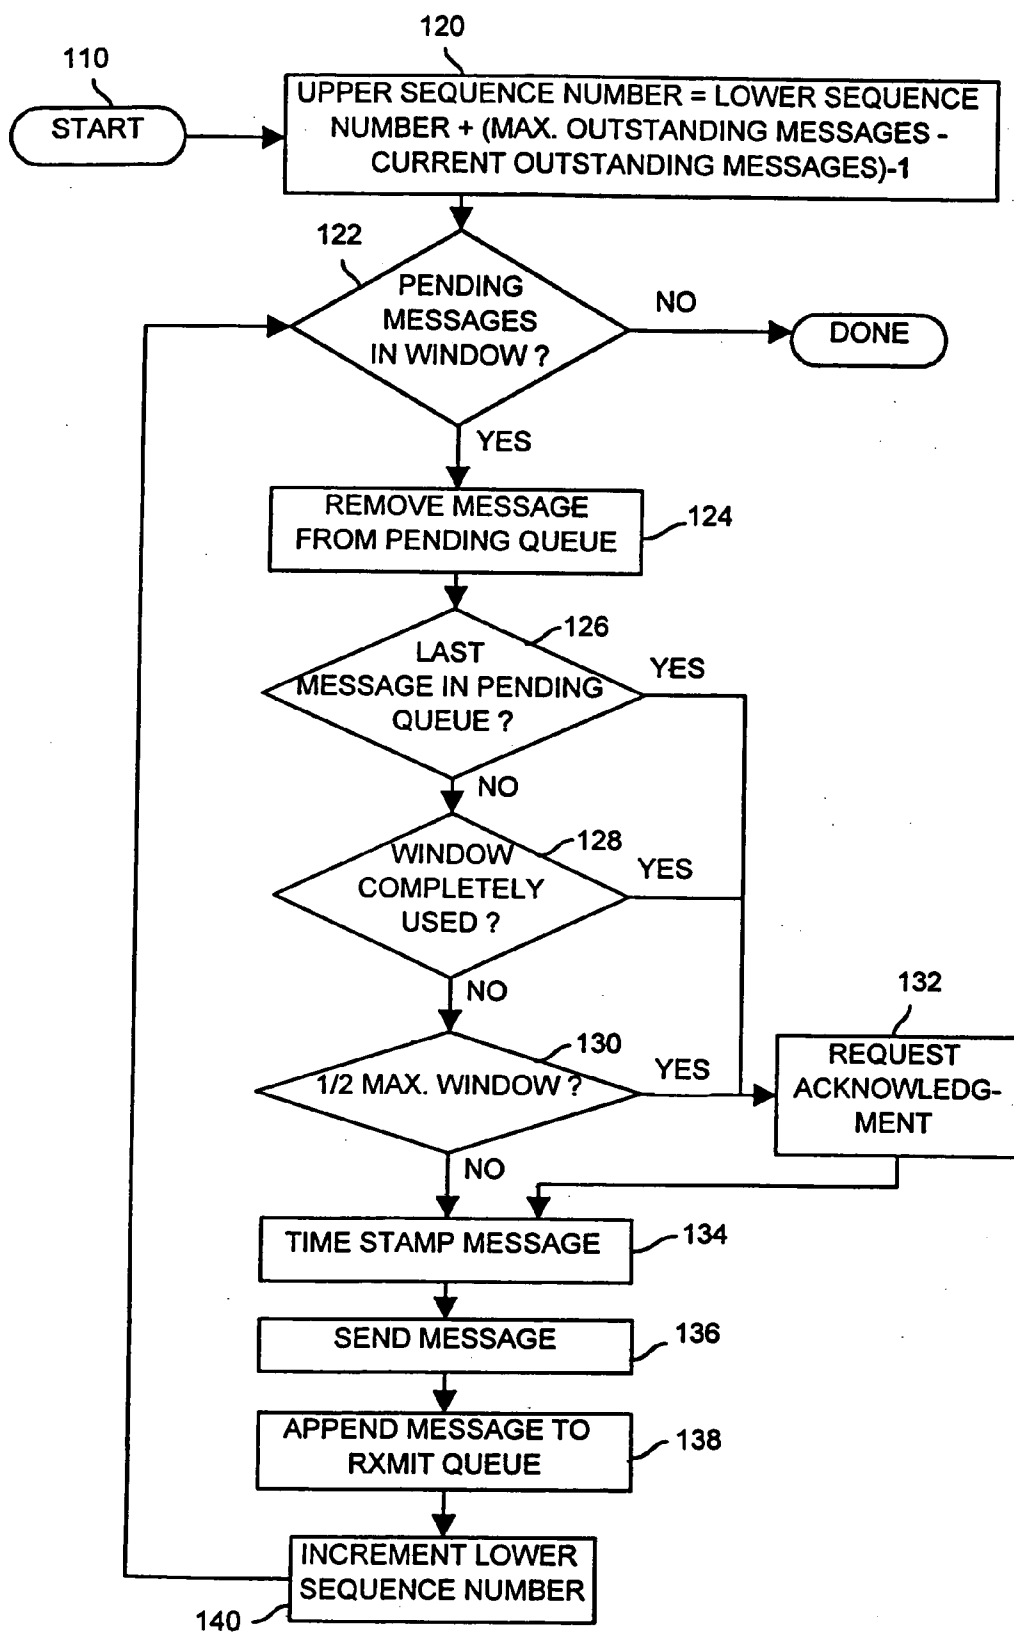 120
110
START
UPPER SEQUENCE NUMBER = LOWER SEQUENCE
NUMBER + (MAX. OUTSTANDING MESSAGES -
CURRENT OUTSTANDING MESSAGES)-1
122
PENDING
MESSAGES
IN WINDOW ?
NO
DONE
YES
REMOVE MESSAGE
FROM PENDING QUEUE
124
126
LAST
MESSAGE IN PENDING
QUEUE ?
YES
NO
128
WINDOW
COMPLETELY
USED ?
YES
NO
130
1/2 MAX. WINDOW ?
YES
132
REQUEST
ACKNOWLEDG-
MENT
NO
TIME STAMP MESSAGE
134
SEND MESSAGE
136
APPEND MESSAGE TO
RXMIT QUEUE
138
INCREMENT LOWER
SEQUENCE NUMBER
140